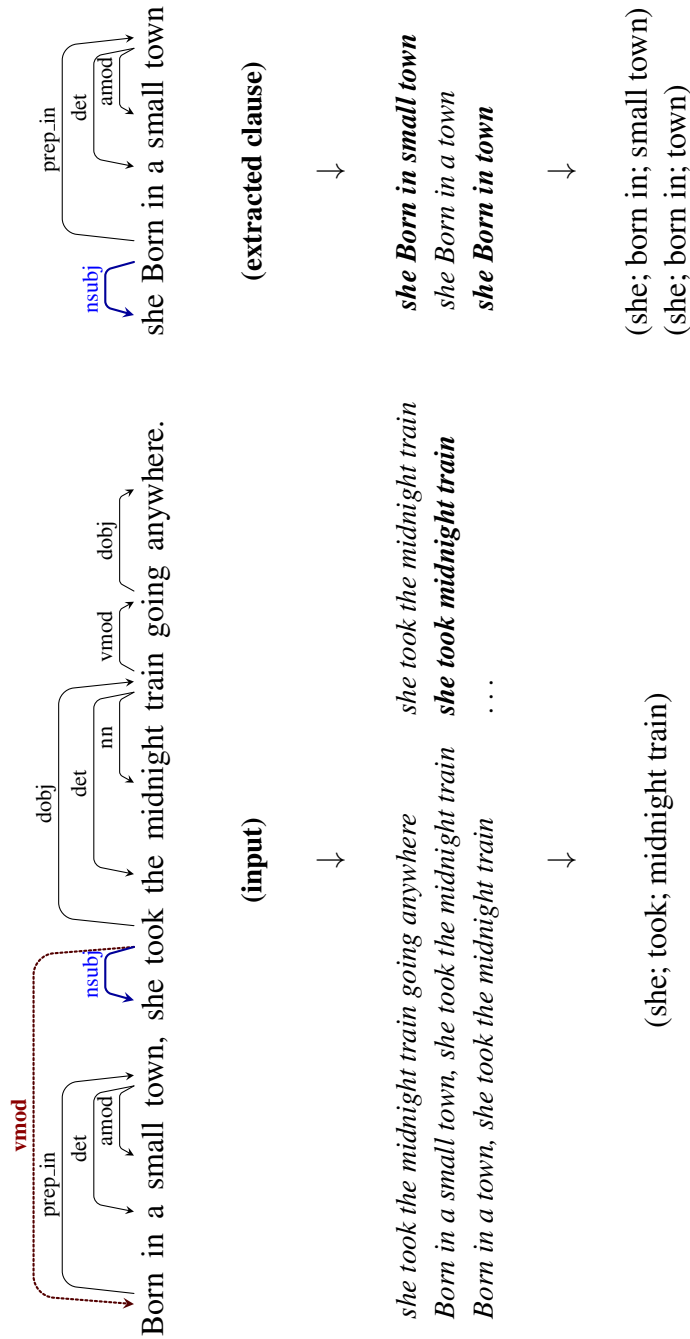 vmod
prep_in
det
amod
nsubj
dobj
det
nn
vmod
dobj
Born in a small town, she took the midnight train going anywhere.
(input)
↓
she took the midnight train going anywhere
Born in a small town, she took the midnight train
Born in a town, she took the midnight train
she took the midnight train
she took midnight train
. . .
↓
(she; took; midnight train)
nsubj
prep_in
det
amod
she Born in a small town
(extracted clause)
↓
she Born in small town
she Born in a town
she Born in town
↓
(she; born in; small town)
(she; born in; town)